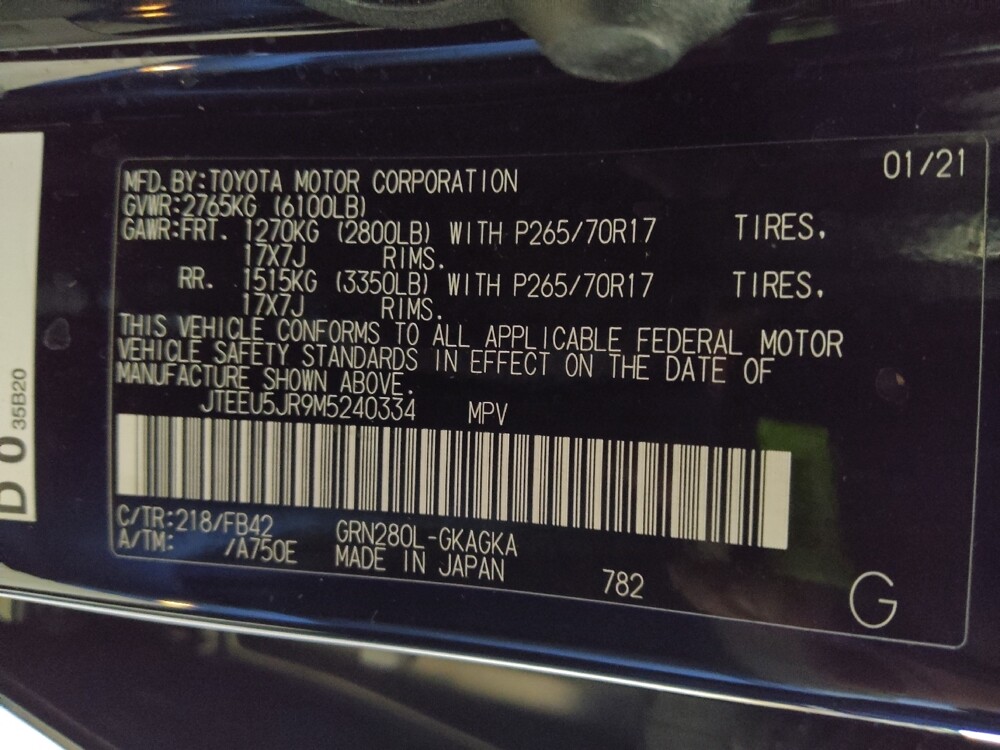 01/21
MFD.BY:TOYOTA MOTOR CORPORATION
GVWR:2765KG (6100LB)
GAWR:FRT. 1270KG (2800LB) WITH P265/70R17 TIRES.
17X7J RIMS.
RR. 1515KG (3350LB) WITH P265/70R17 TIRES.
17X7J RIMS.
THIS VEHICLE CONFORMS TO ALL APPLICABLE FEDERAL MOTOR
VEHICLE SAFETY STANDARDS IN EFFECT ON THE DATE OF
MANUFACTURE SHOWN ABOVE.
JTEEU5JR9M5240334 MPV
C/TR:218/FB42 GRN280L-GKAGKA
A/TM: /A750E MADE IN JAPAN
782
G
D 0
35B20